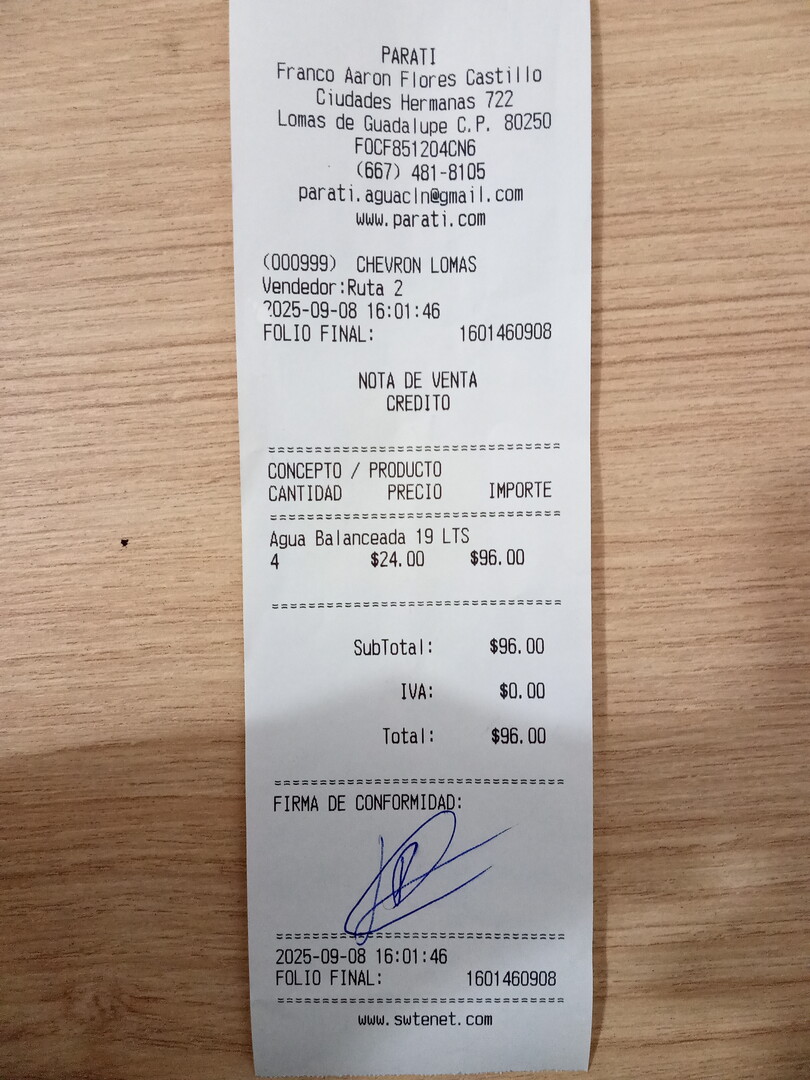 PARATI
Franco Aaron Flores Castillo
Ciudades Hermanas 722
Lomas de Guadalupe C.P. 80250
FOCF851204CN6
(667) 481-8105
parati.aguacln@gmail.com
www.parati.com
(000999) CHEVRON LOMAS
Vendedor:Ruta 2
2025-09-08 16:01:46
FOLIO FINAL: 1601460908
NOTA DE VENTA
CREDITO
==============================
CONCEPTO / PRODUCTO
CANTIDAD PRECIO IMPORTE
==============================
Agua Balanceada 19 LTS
4 $24.00 $96.00
==============================
SubTotal: $96.00
IVA: $0.00
Total: $96.00
==============================
FIRMA DE CONFORMIDAD:
==============================
2025-09-08 16:01:46
FOLIO FINAL: 1601460908
==============================
www.swtenet.com